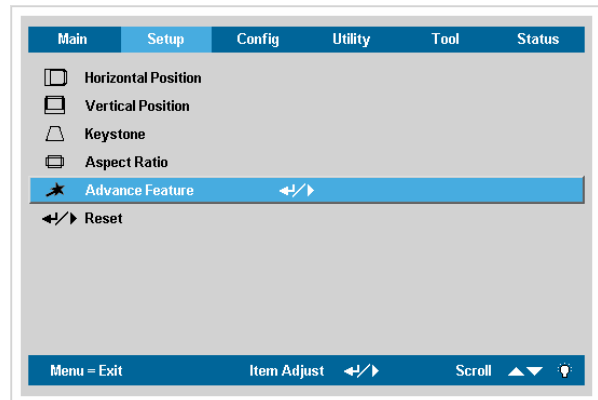 Main Setup Config Utility Tool Status
Horizontal Position
Vertical Position
Keystone
Aspect Ratio
Advance Feature
Reset
Menu = Exit Item Adjust Scroll